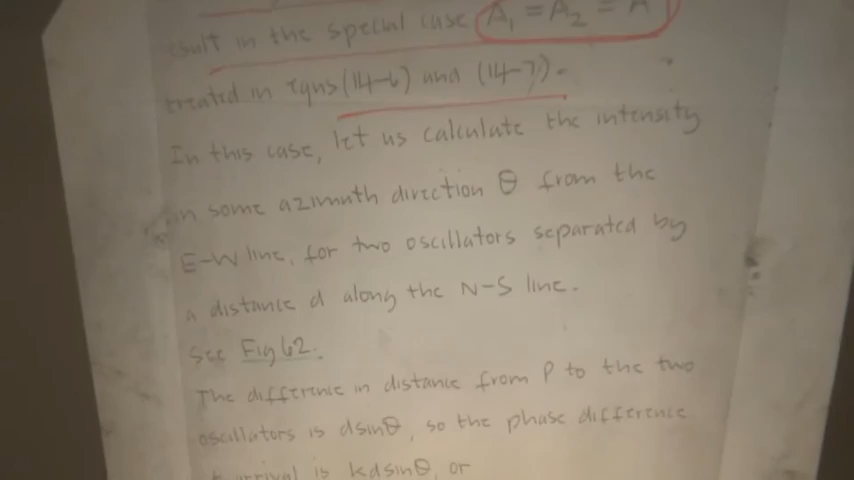 result in the special case A₁ = A₂ = A
treated in Eqns (14-6) and (14-7).
In this case, let us calculate the intensity
in some azimuth direction θ from the
E-W line, for two oscillators separated by
a distance d along the N-S line.
See Fig 62.
The difference in distance from P to the two
oscillators is dsinθ, so the phase difference
arrival is kdsinθ, or